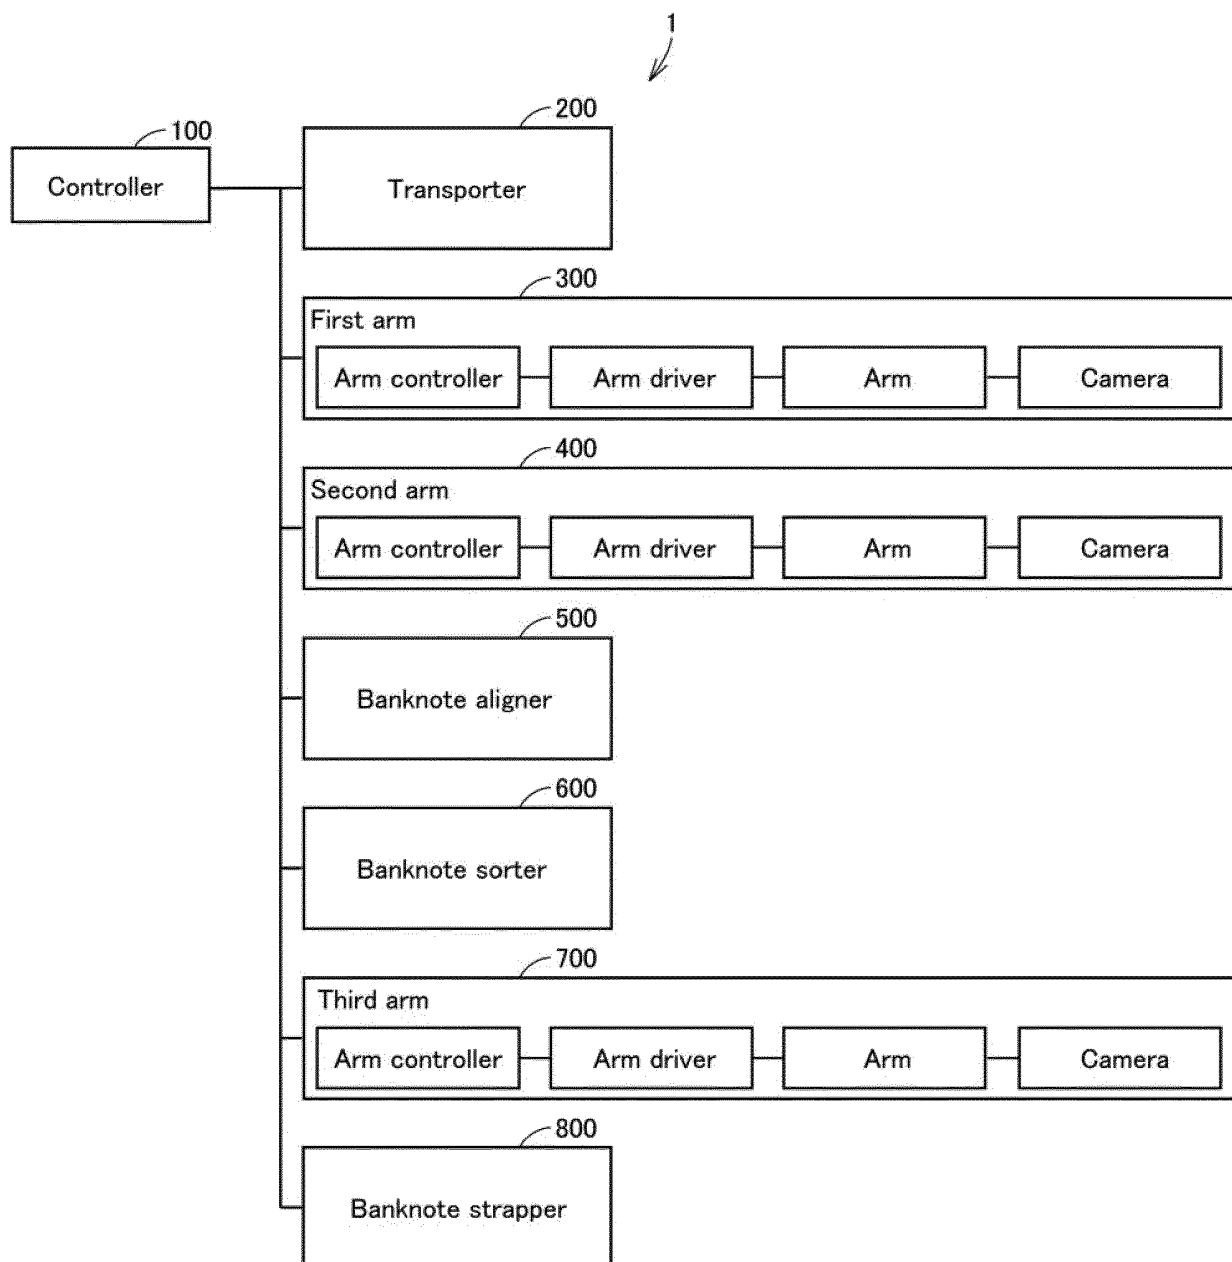 1
200
100
Controller
Transporter
300
First arm
Arm controller
Arm driver
Arm
Camera
400
Second arm
Arm controller
Arm driver
Arm
Camera
500
Banknote aligner
600
Banknote sorter
700
Third arm
Arm controller
Arm driver
Arm
Camera
800
Banknote strapper